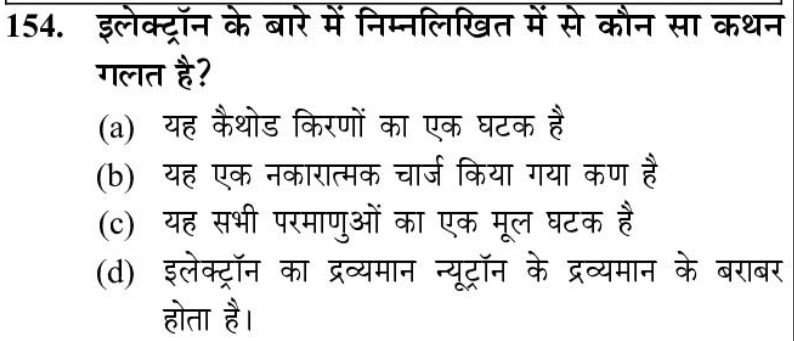 154. इलेक्ट्रॉन के बारे में निम्नलिखित में से कौन सा कथन
गलत है?
(a) यह कैथोड किरणों का एक घटक है
(b) यह एक नकारात्मक चार्ज किया गया कण है
(c) यह सभी परमाणुओं का एक मूल घटक है
(d) इलेक्ट्रॉन का द्रव्यमान न्यूट्रॉन के द्रव्यमान के बराबर
होता है।